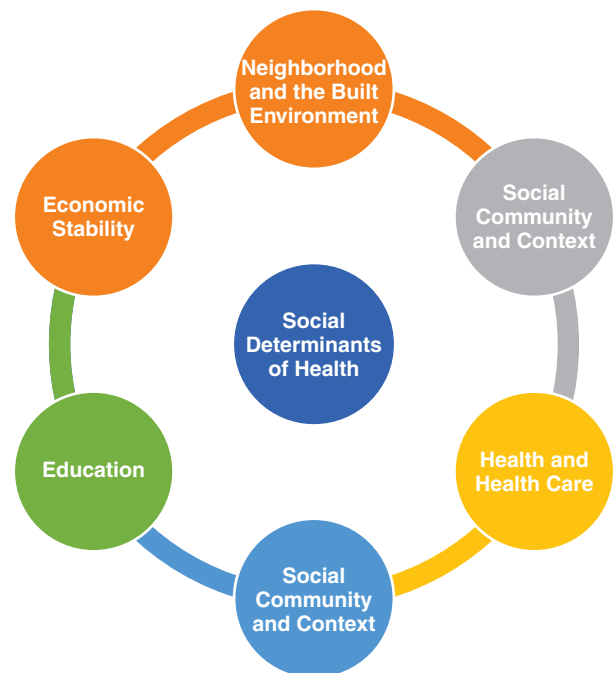 Neighborhood
and the Built
Environment
Economic
Stability
Social
Community
and Context
Social
Determinants
of Health
Education
Health and
Health Care
Social
Community
and Context